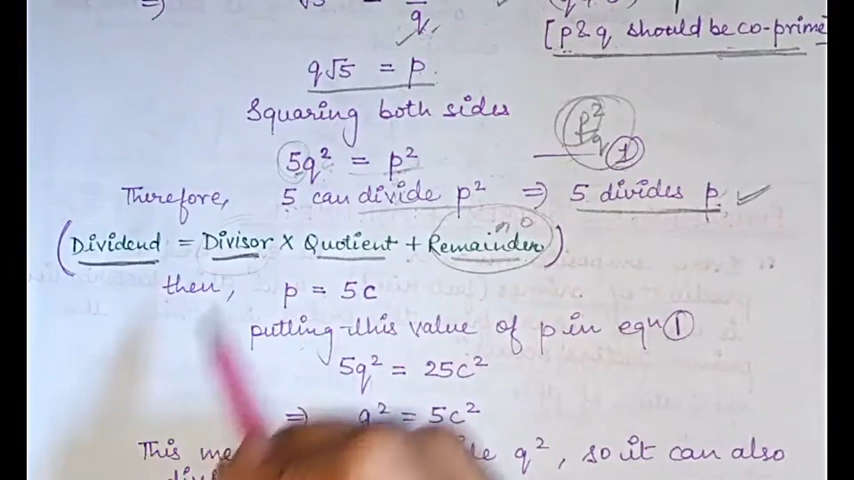 ⇒ √5 = p/q
[p & q should be co-prime]
q√5 = p
Squaring both sides
5q² = p² ——— ①
Therefore, 5 can divide p² ⇒ 5 divides p ✓
(Dividend = Divisor × Quotient + Remainder)
then, p = 5c
putting this value of p in eqn ①
5q² = 25c²
⇒ q² = 5c²
This q², so it can also